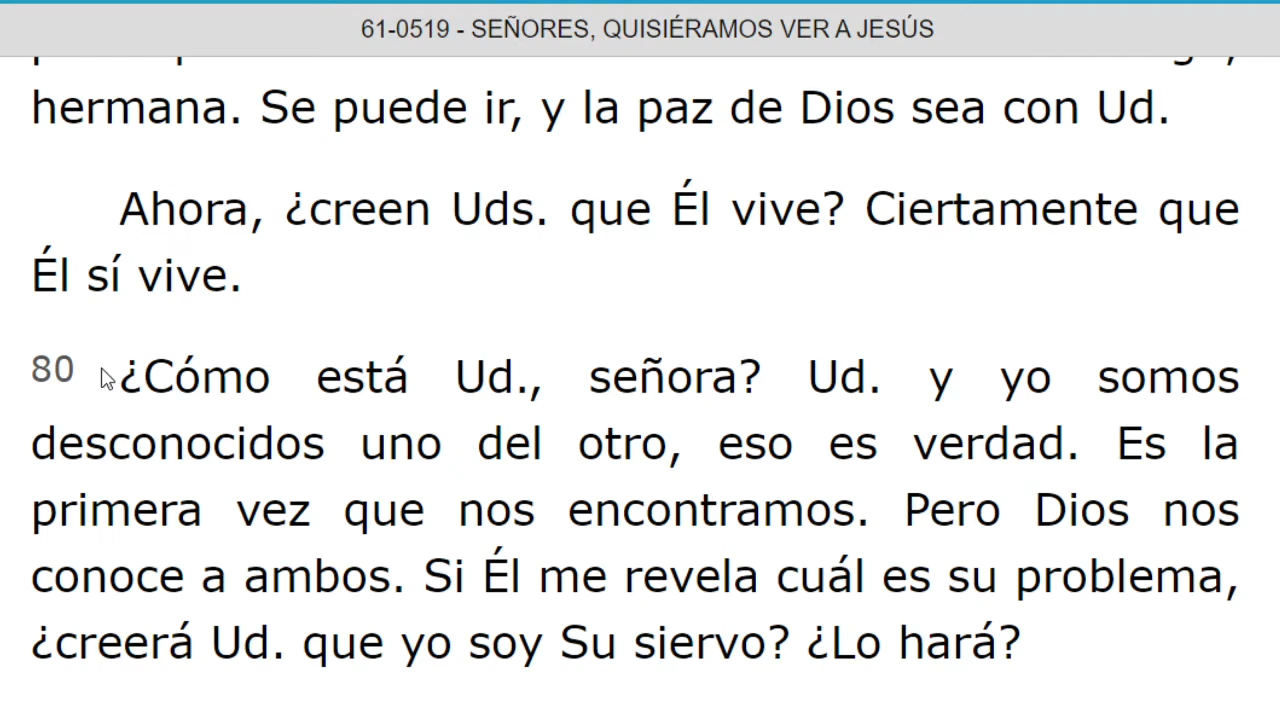 61-0519 - SEÑORES, QUISIÉRAMOS VER A JESÚS
hermana. Se puede ir, y la paz de Dios sea con Ud.
Ahora, ¿creen Uds. que Él vive? Ciertamente que
Él sí vive.
80 ¿Cómo está Ud., señora? Ud. y yo somos
desconocidos uno del otro, eso es verdad. Es la
primera vez que nos encontramos. Pero Dios nos
conoce a ambos. Si Él me revela cuál es su problema,
¿creerá Ud. que yo soy Su siervo? ¿Lo hará?